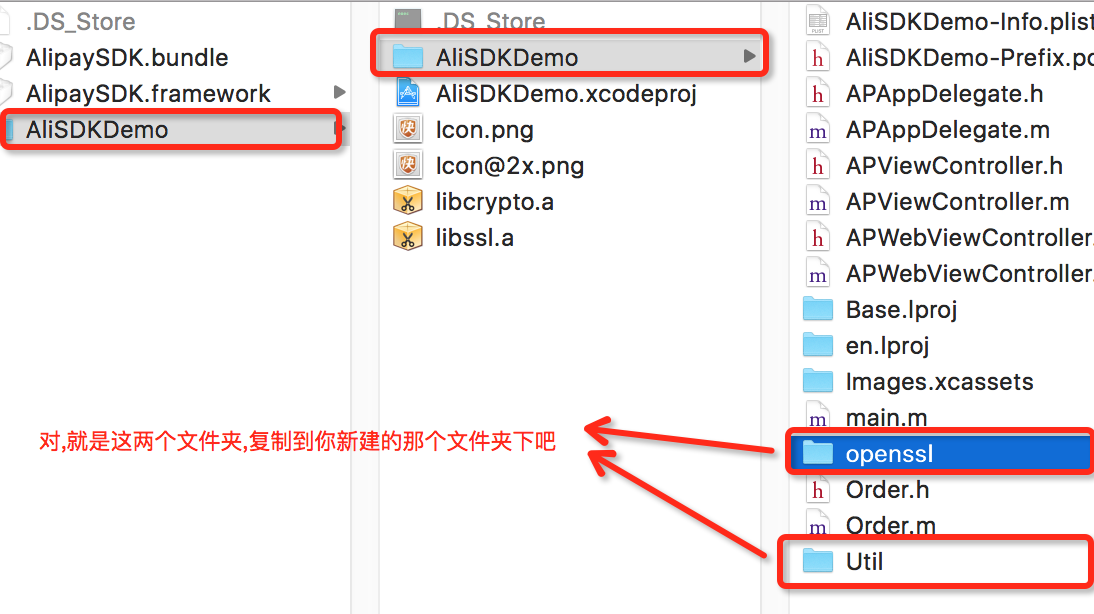 .DS_Store
AlipaySDK.bundle
AlipaySDK.framework
AliSDKDemo
.DS_Store
AliSDKDemo
AliSDKDemo.xcodeproj
Icon.png
Icon@2x.png
libcrypto.a
libssl.a
AliSDKDemo-Info.plist
AliSDKDemo-Prefix.pc
APAppDelegate.h
APAppDelegate.m
APViewController.h
APViewController.m
APWebViewController.
APWebViewController.
Base.lproj
en.lproj
Images.xcassets
main.m
openssl
Order.h
Order.m
Util
对,就是这两个文件夹,复制到你新建的那个文件夹下吧